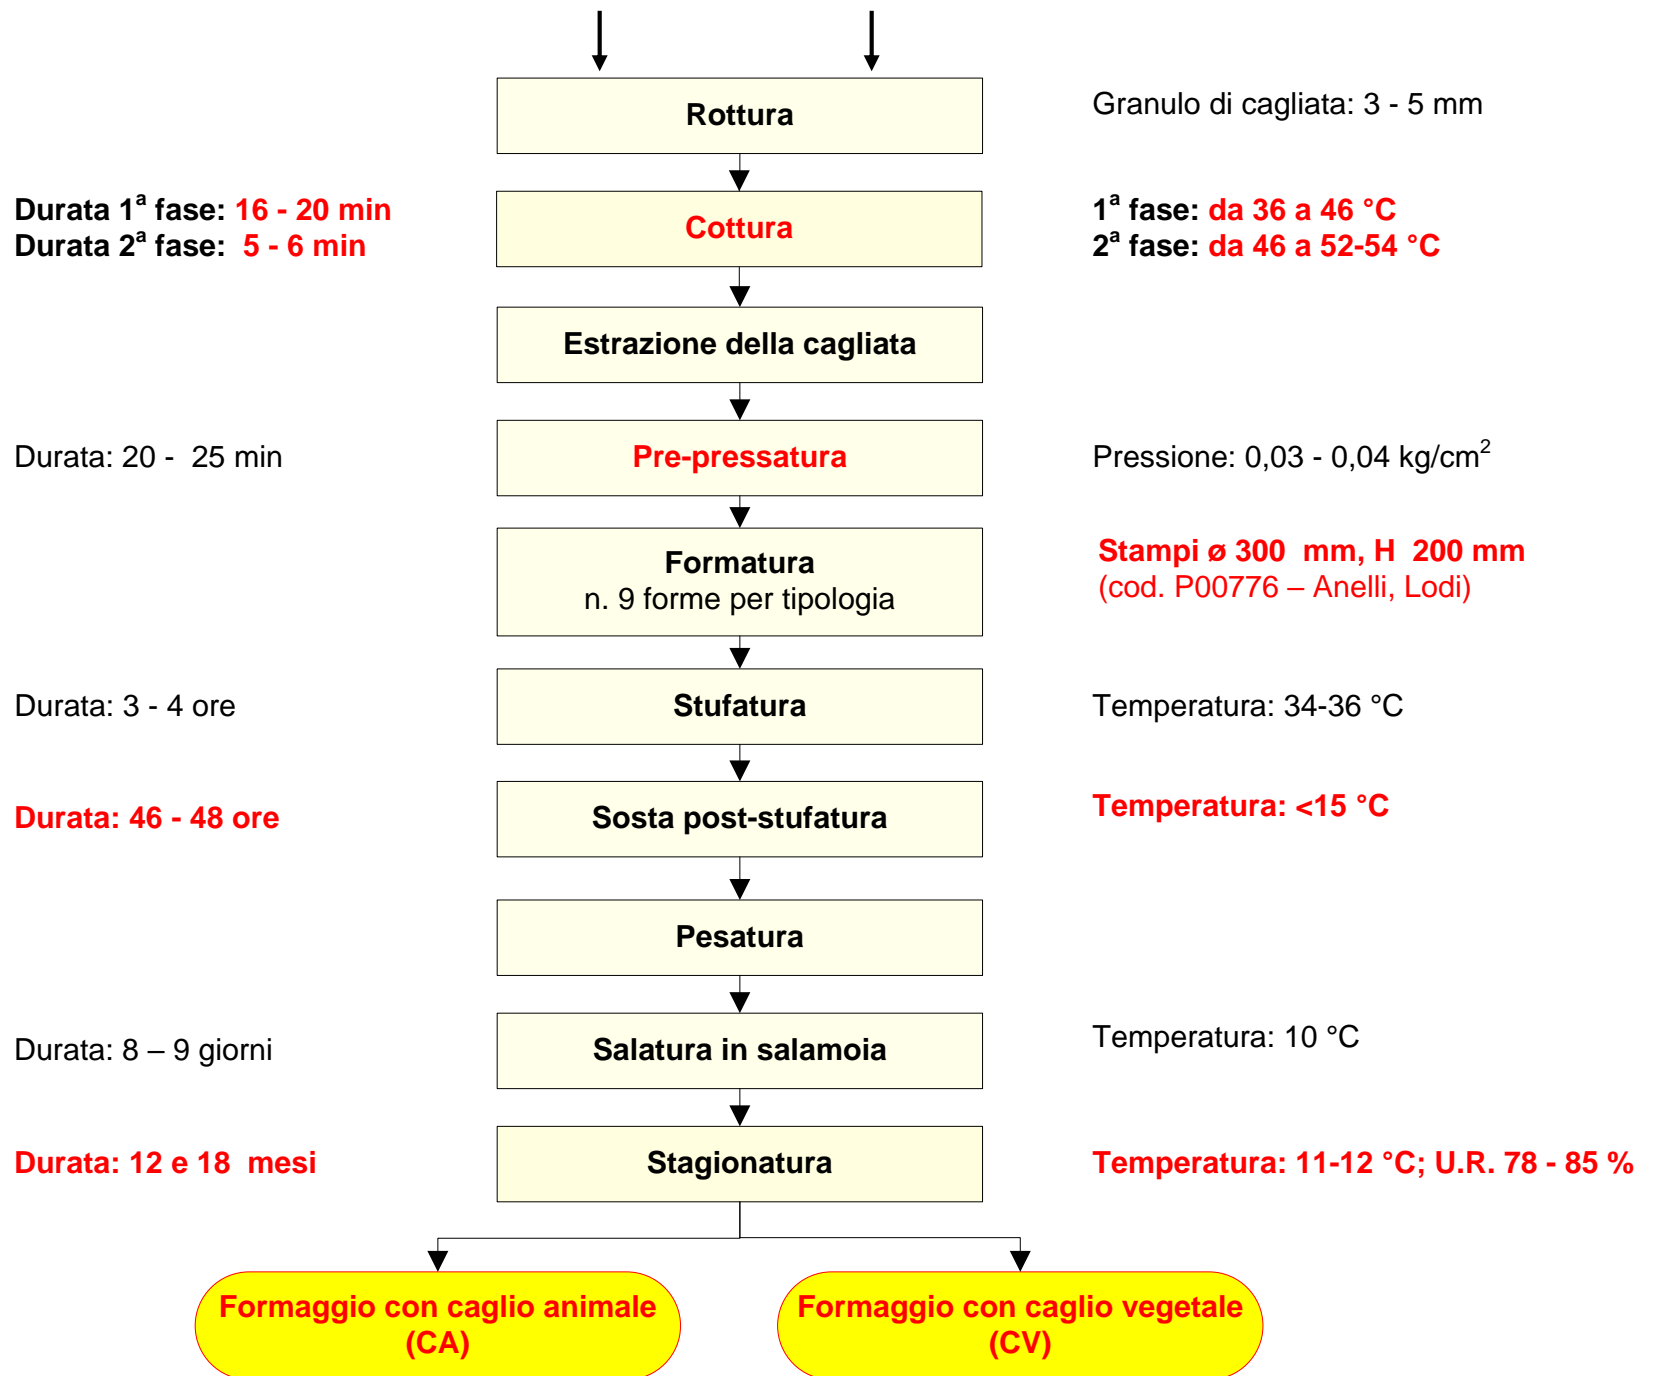 Rottura
Granulo di cagliata: 3 - 5 mm
Durata 1ª fase: 16 - 20 min
Durata 2ª fase: 5 - 6 min
Cottura
1ª fase: da 36 a 46 °C
2ª fase: da 46 a 52-54 °C
Estrazione della cagliata
Durata: 20 - 25 min
Pre-pressatura
Pressione: 0,03 - 0,04 kg/cm²
Formatura
n. 9 forme per tipologia
Stampi ø 300 mm, H 200 mm
(cod. P00776 – Anelli, Lodi)
Durata: 3 - 4 ore
Stufatura
Temperatura: 34-36 °C
Durata: 46 - 48 ore
Sosta post-stufatura
Temperatura: <15 °C
Pesatura
Durata: 8 – 9 giorni
Salatura in salamoia
Temperatura: 10 °C
Durata: 12 e 18 mesi
Stagionatura
Temperatura: 11-12 °C; U.R. 78 - 85 %
Formaggio con caglio animale
(CA)
Formaggio con caglio vegetale
(CV)